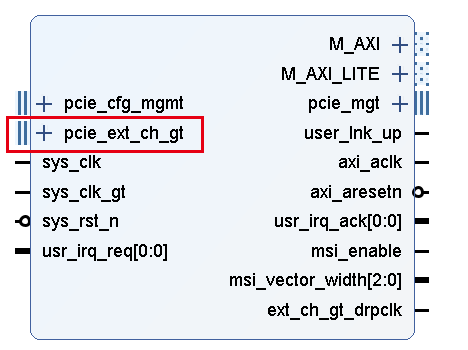 M_AXI
M_AXI_LITE
pcie_cfg_mgmt
pcie_mgt
pcie_ext_ch_gt
user_lnk_up
sys_clk
axi_aclk
sys_clk_gt
axi_aresetn
sys_rst_n
usr_irq_ack[0:0]
usr_irq_req[0:0]
msi_enable
msi_vector_width[2:0]
ext_ch_gt_drpclk